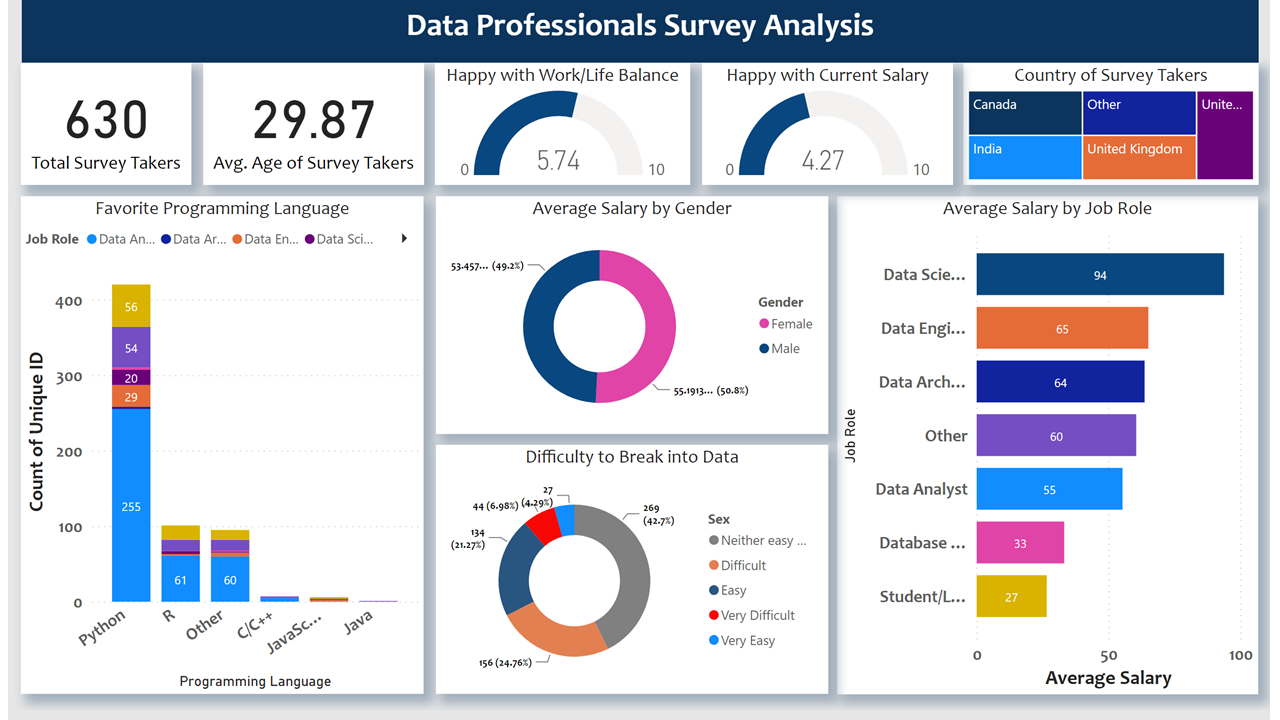 Data Professionals Survey Analysis
630
Total Survey Takers
29.87
Avg. Age of Survey Takers
Happy with Work/Life Balance
5.74
0
10
Happy with Current Salary
4.27
0
10
Country of Survey Takers
Canada
Other
Unite...
India
United Kingdom
Favorite Programming Language
Job Role
Data An...
Data Ar...
Data En...
Data Sci...
Count of Unique ID
400
300
200
100
0
56
54
20
29
255
61
60
Python
R
Other
C/C++
JavaSc...
Java
Programming Language
Average Salary by Gender
53.457... (49.2%)
55.1913... (50.8%)
Gender
Female
Male
Difficulty to Break into Data
27
(4.29%)
44 (6.98%)
134
(21.27%)
269
(42.7%)
156 (24.76%)
Sex
Neither easy ...
Difficult
Easy
Very Difficult
Very Easy
Average Salary by Job Role
Job Role
Data Scie...
94
Data Engi...
65
Data Arch...
64
Other
60
Data Analyst
55
Database ...
33
Student/L...
27
0
50
100
Average Salary